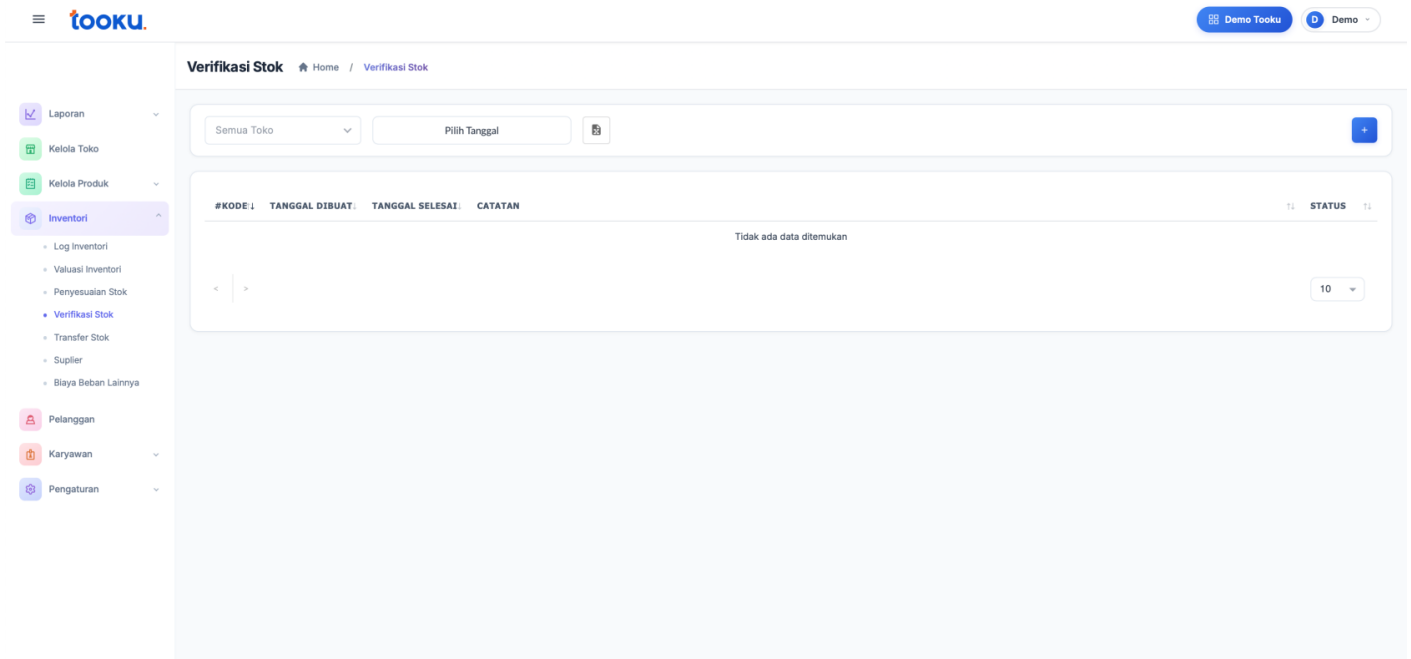 tooku.
Demo Tooku
D Demo
Verifikasi Stok Home / Verifikasi Stok
Laporan
Kelola Toko
Kelola Produk
Inventori
Log Inventori
Valuasi Inventori
Penyesuaian Stok
Verifikasi Stok
Transfer Stok
Suplier
Biaya Beban Lainnya
Pelanggan
Karyawan
Pengaturan
Semua Toko Pilih Tanggal +
#KODE TANGGAL DIBUAT TANGGAL SELESAI CATATAN STATUS
Tidak ada data ditemukan
< > 10